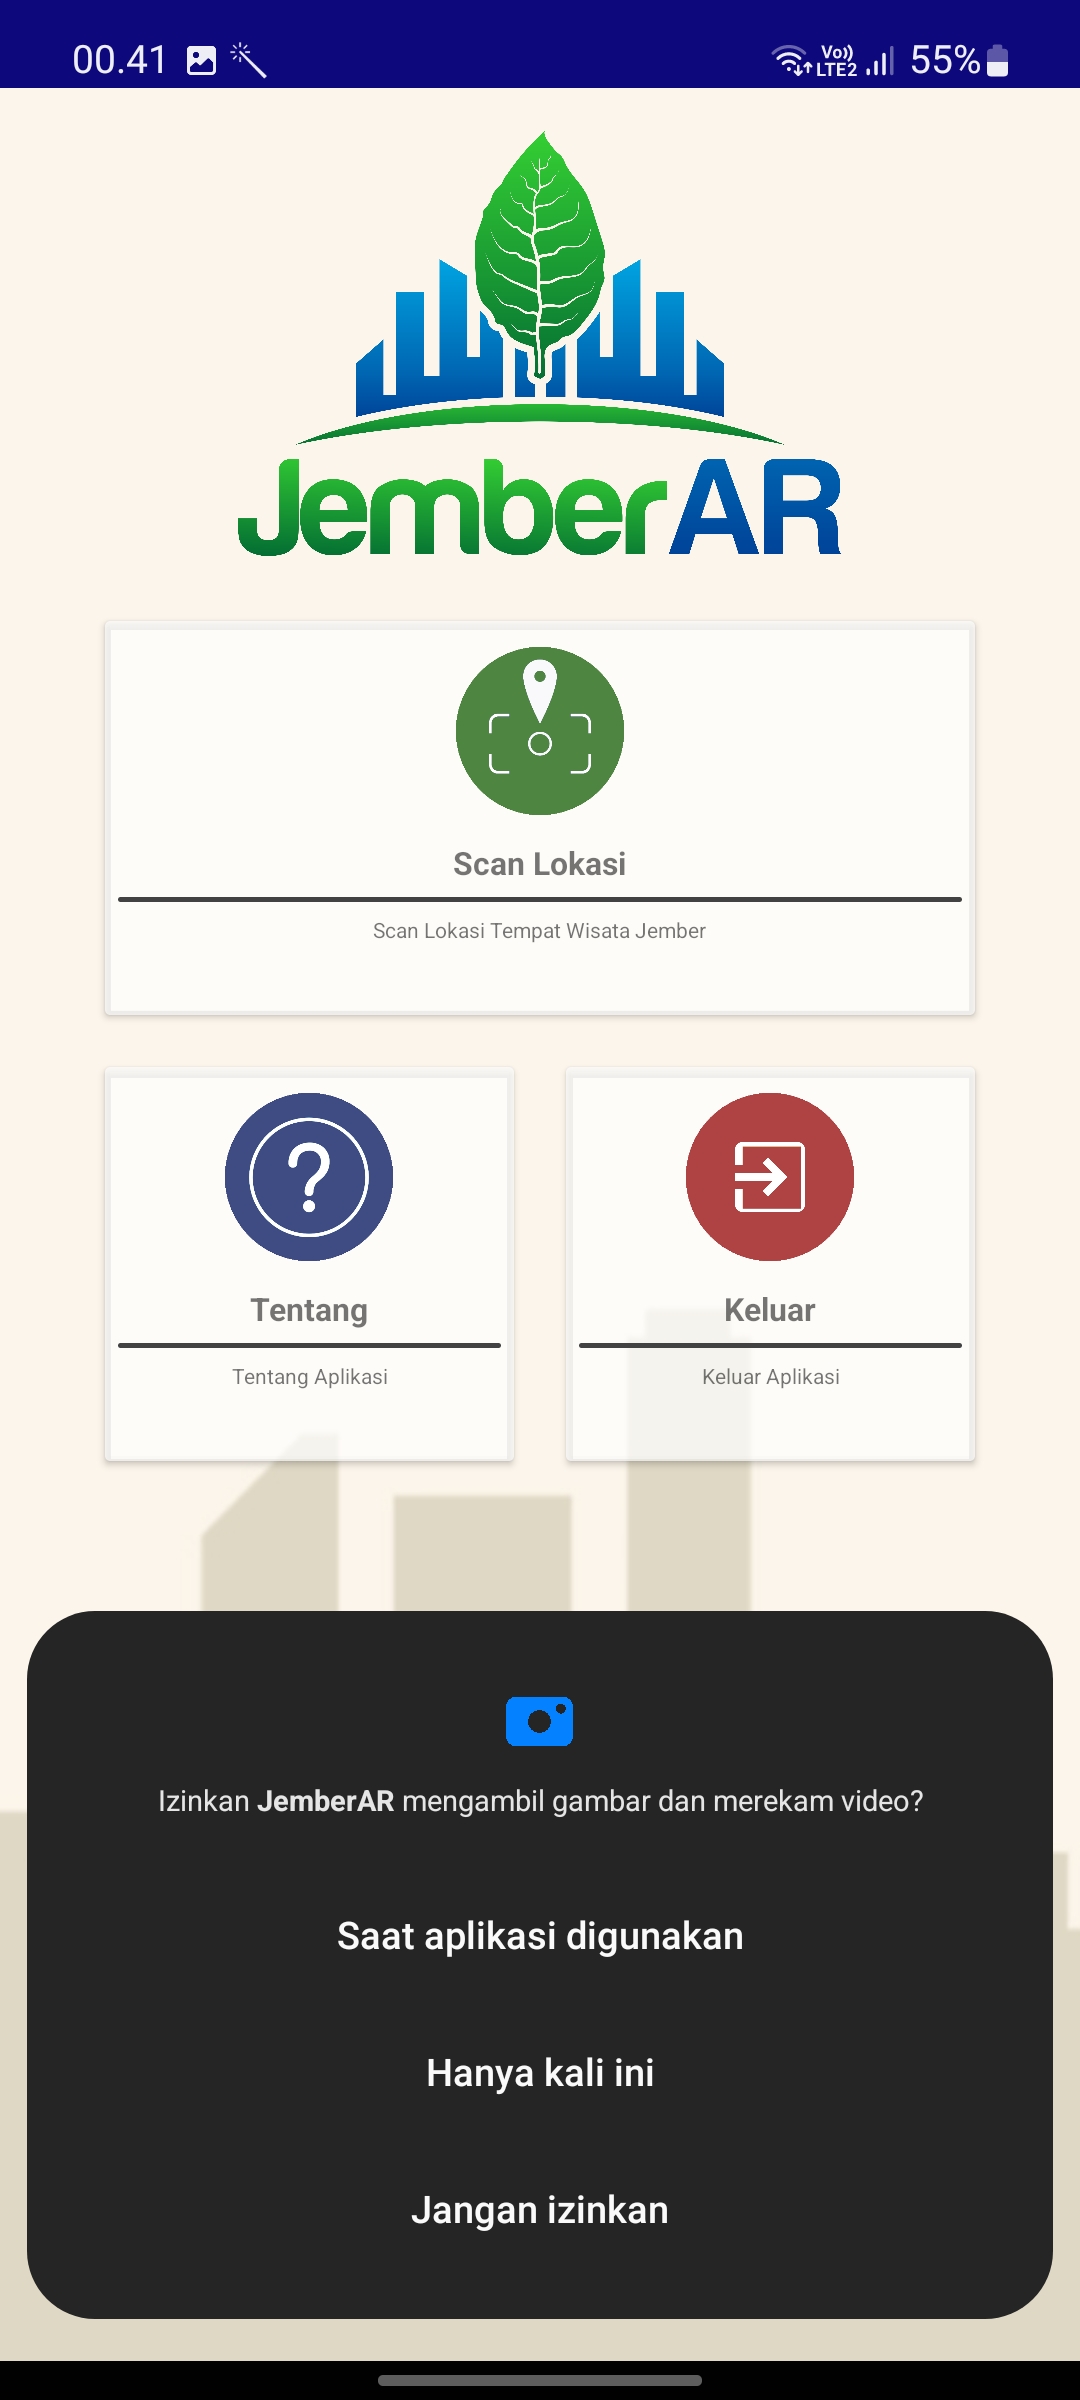 00.41 Vo)) LTE2 55%
JemberAR
Scan Lokasi
Scan Lokasi Tempat Wisata Jember
Tentang
Tentang Aplikasi
Keluar
Keluar Aplikasi
Izinkan JemberAR mengambil gambar dan merekam video?
Saat aplikasi digunakan
Hanya kali ini
Jangan izinkan